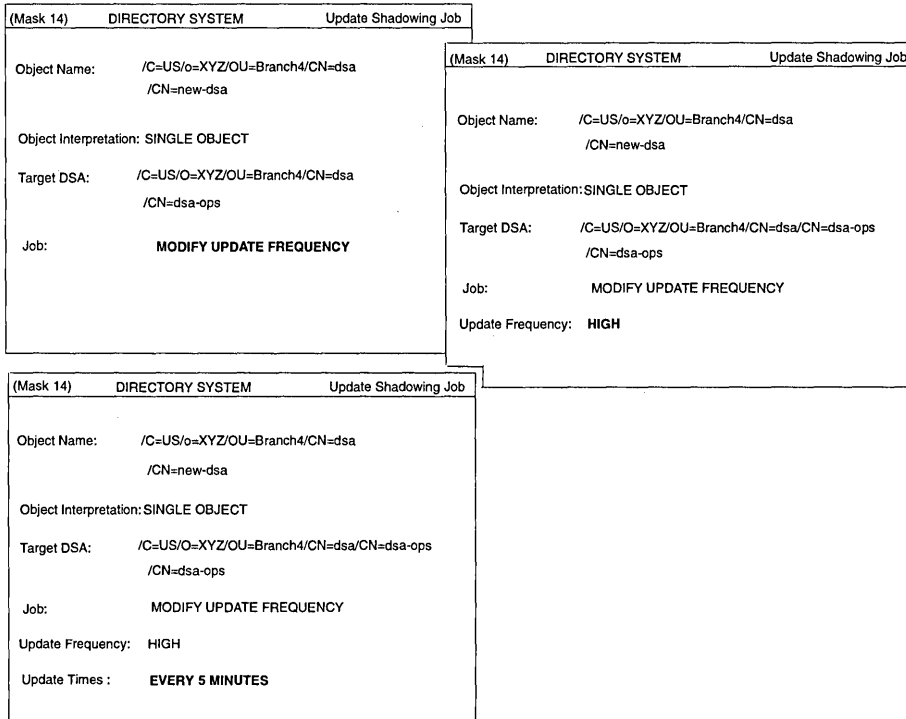 (Mask 14) DIRECTORY SYSTEM Update Shadowing Job
Object Name: /C=US/o=XYZ/OU=Branch4/CN=dsa
/CN=new-dsa
Object Interpretation: SINGLE OBJECT
Target DSA: /C=US/O=XYZ/OU=Branch4/CN=dsa
/CN=dsa-ops
Job: MODIFY UPDATE FREQUENCY
(Mask 14) DIRECTORY SYSTEM Update Shadowing Job
Object Name: /C=US/o=XYZ/OU=Branch4/CN=dsa
/CN=new-dsa
Object Interpretation: SINGLE OBJECT
Target DSA: /C=US/O=XYZ/OU=Branch4/CN=dsa/CN=dsa-ops
/CN=dsa-ops
Job: MODIFY UPDATE FREQUENCY
Update Frequency: HIGH
(Mask 14) DIRECTORY SYSTEM Update Shadowing Job
Object Name: /C=US/o=XYZ/OU=Branch4/CN=dsa
/CN=new-dsa
Object Interpretation: SINGLE OBJECT
Target DSA: /C=US/O=XYZ/OU=Branch4/CN=dsa/CN=dsa-ops
/CN=dsa-ops
Job: MODIFY UPDATE FREQUENCY
Update Frequency: HIGH
Update Times : EVERY 5 MINUTES